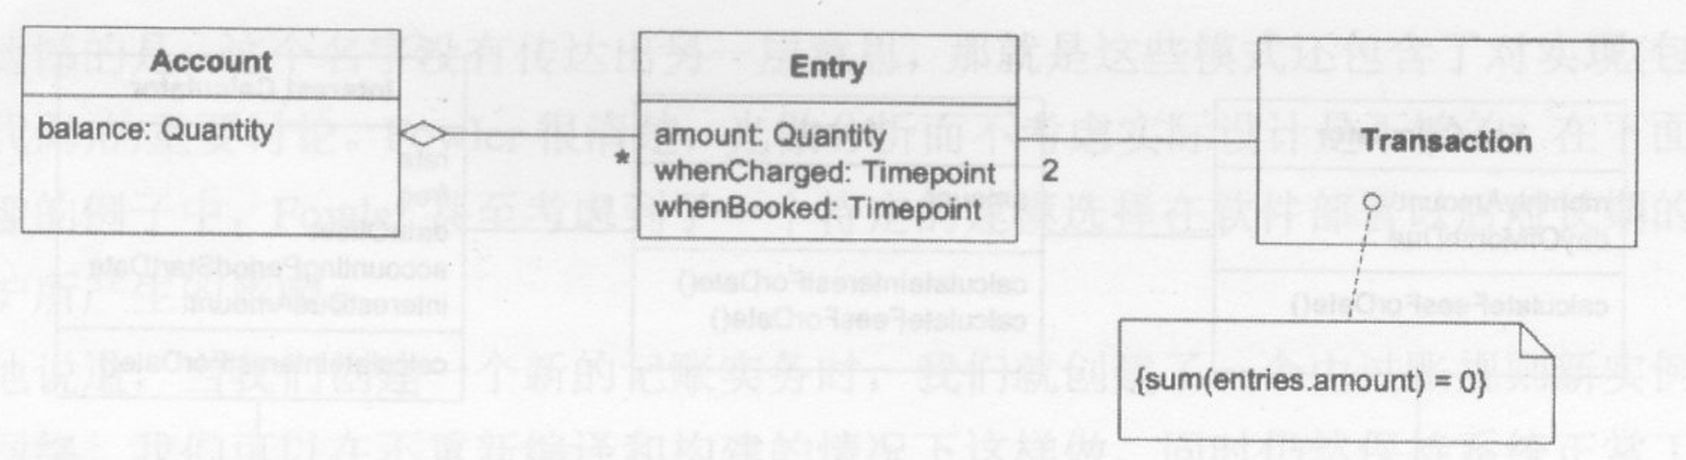 Account
balance: Quantity
*
Entry
amount: Quantity
whenCharged: Timepoint
whenBooked: Timepoint
2
Transaction
{sum(entries.amount) = 0}